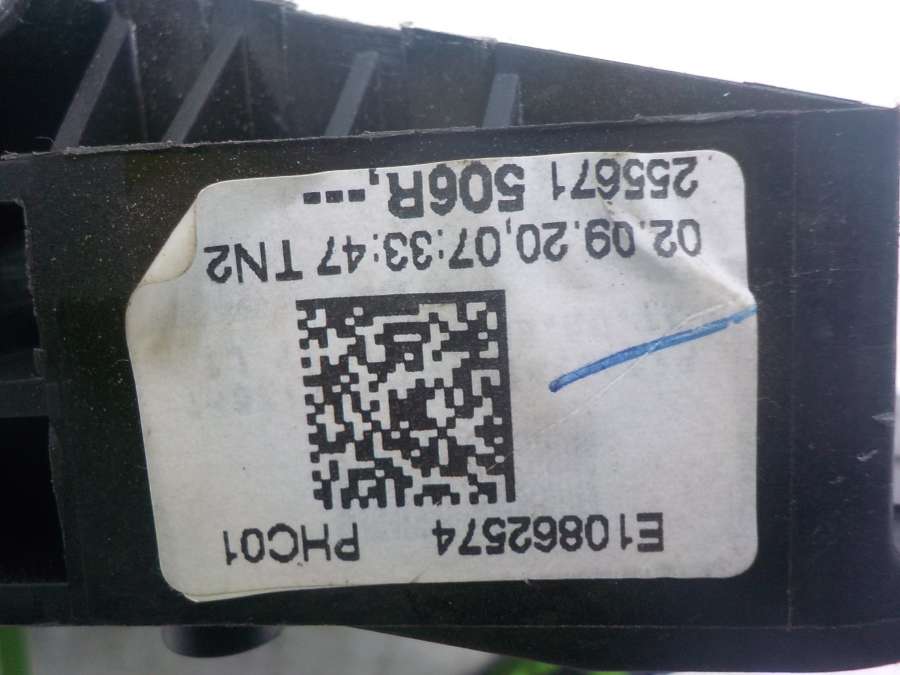 E10862574 PHC01
02.09.20,07:33:47 TN2
255671 506R,---